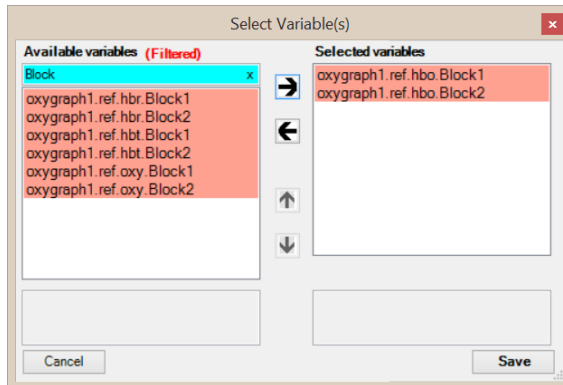 Select Variable(s)
x
Available variables (Filtered)
Block x
oxygraph1.ref.hbr.Block1
oxygraph1.ref.hbr.Block2
oxygraph1.ref.hbt.Block1
oxygraph1.ref.hbt.Block2
oxygraph1.ref.oxy.Block1
oxygraph1.ref.oxy.Block2
Selected variables
oxygraph1.ref.hbo.Block1
oxygraph1.ref.hbo.Block2
Cancel
Save